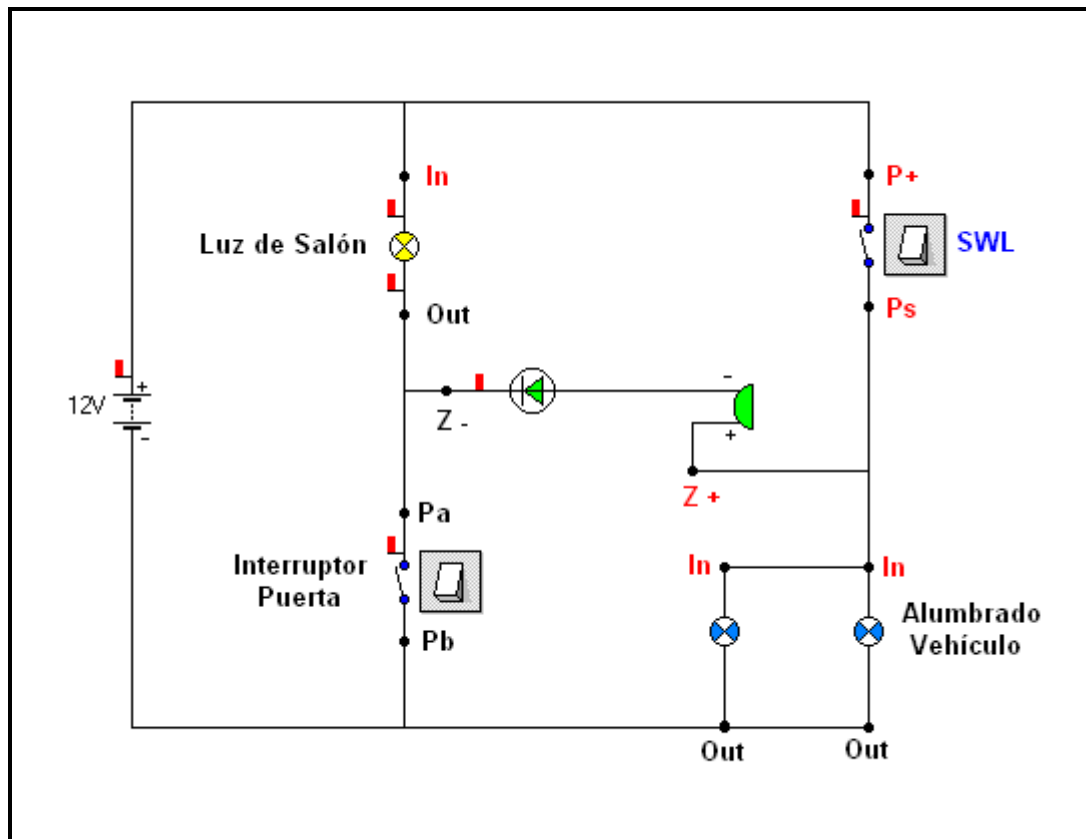 In
P+
Luz de Salón
SWL
Out
Ps
12V
+
-
Z -
-
+
Z +
Pa
Interruptor
Puerta
In
In
Alumbrado
Vehículo
Pb
Out
Out